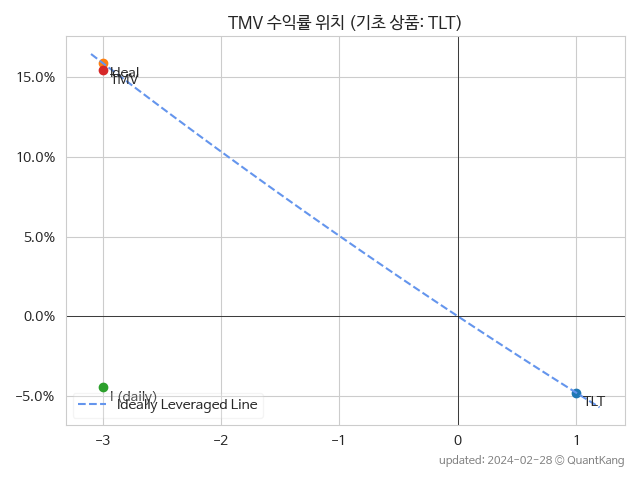 TMV 수익률 위치 (기초 상품: TLT)
15.0%
10.0%
5.0%
0.0%
−5.0%
Ideal
TMV
I (daily)
Ideally Leveraged Line
TLT
−3
−2
−1
0
1
updated: 2024-02-28 © QuantKang